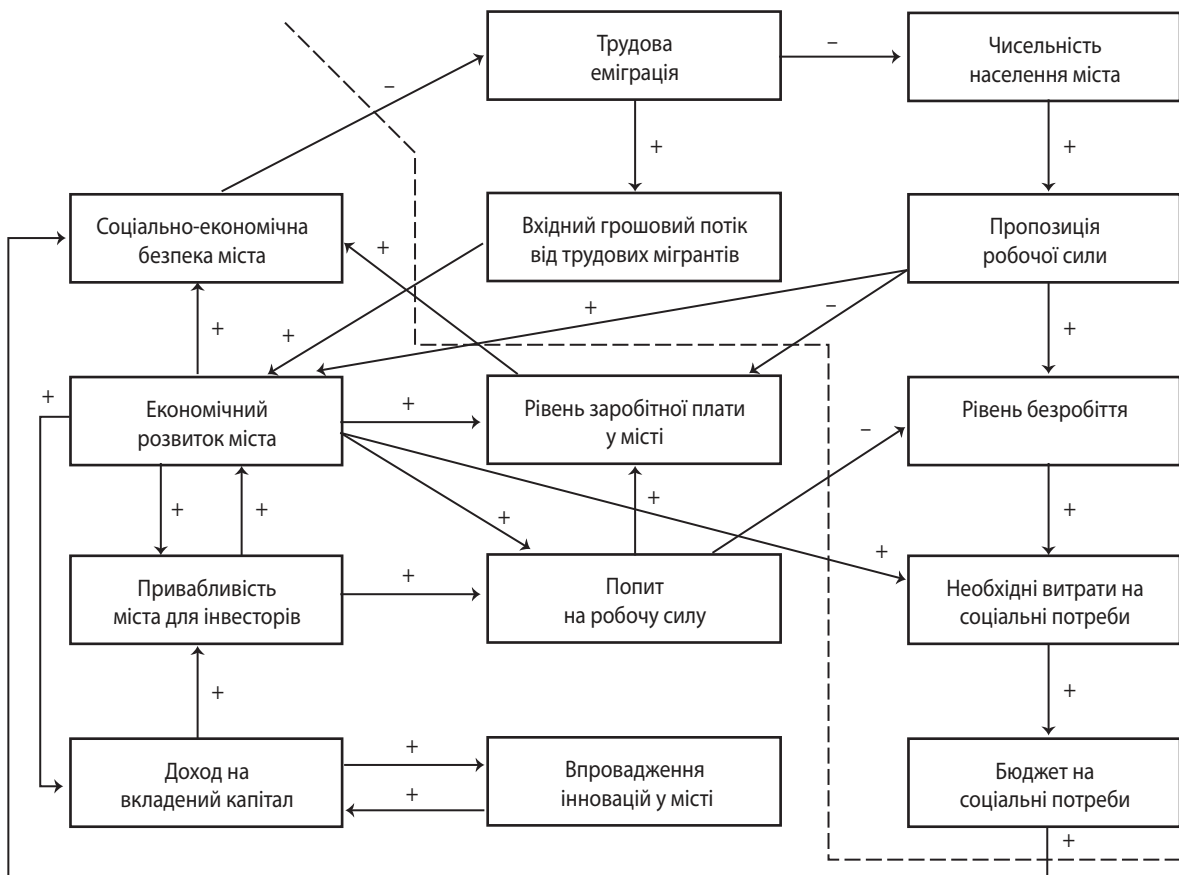 Трудова
еміграція
–
Чисельність
населення міста
–
+
+
Соціально-економічна
безпека міста
Вхідний грошовий потік
від трудових мігрантів
Пропозиція
робочої сили
+
+
–
+
+
+
+
Економічний
розвиток міста
+
Рівень заробітної плати
у місті
Рівень безробіття
–
+
+
+
+
+
+
Привабливість
міста для інвесторів
+
Попит
на робочу силу
Необхідні витрати на
соціальні потреби
+
+
Доход на
вкладений капітал
+
+
Впровадження
інновацій у місті
Бюджет на
соціальні потреби
+